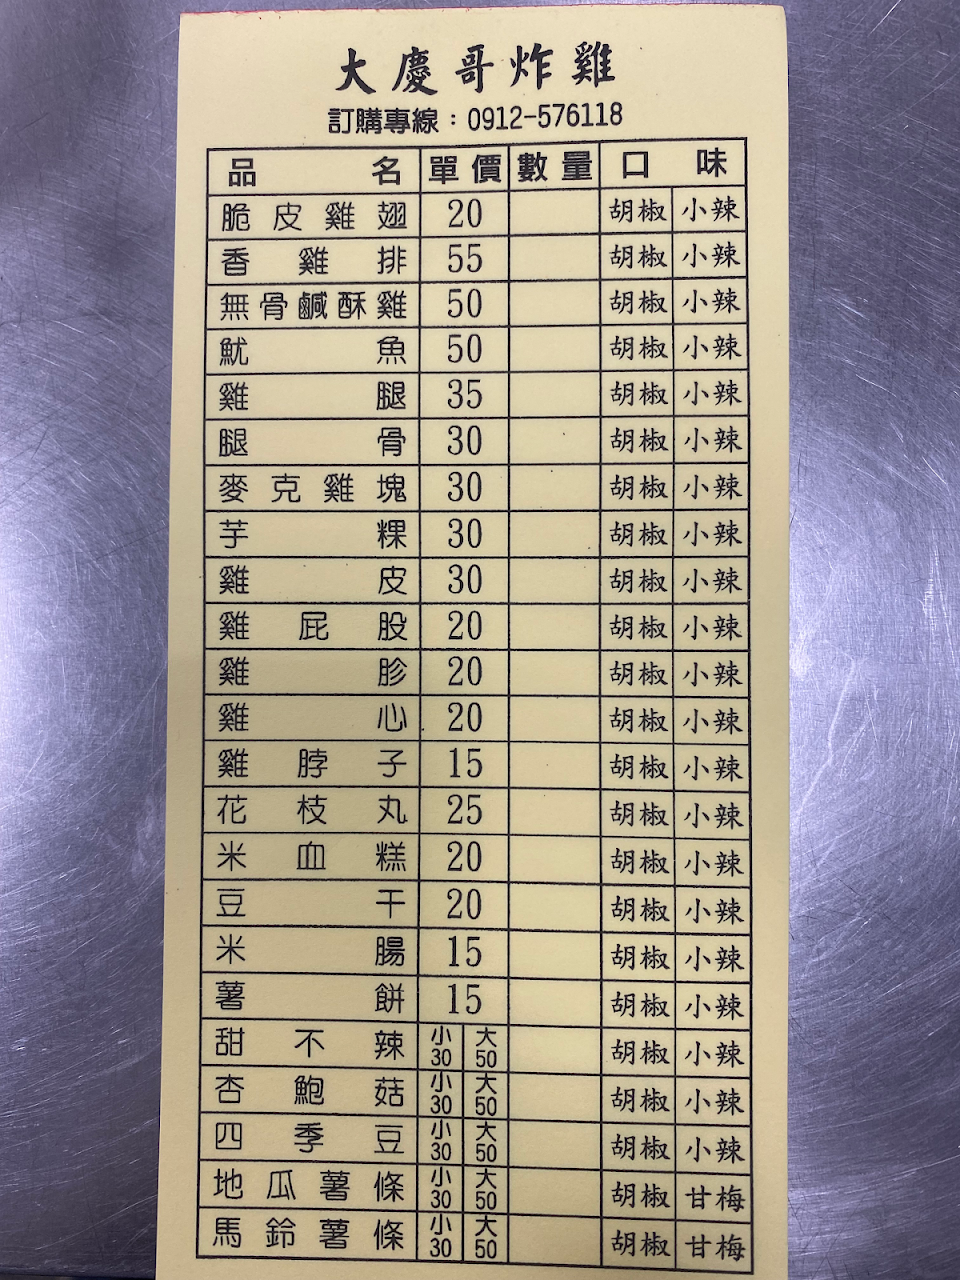 大慶哥炸雞
訂購專線：0912-576118
品名 單價 數量 口味
脆皮雞翅 20 胡椒 小辣
香雞排 55 胡椒 小辣
無骨鹹酥雞 50 胡椒 小辣
魷魚 50 胡椒 小辣
雞腿 35 胡椒 小辣
腿骨 30 胡椒 小辣
麥克雞塊 30 胡椒 小辣
芋粿 30 胡椒 小辣
雞皮 30 胡椒 小辣
雞屁股 20 胡椒 小辣
雞胗 20 胡椒 小辣
雞心 20 胡椒 小辣
雞脖子 15 胡椒 小辣
花枝丸 25 胡椒 小辣
米血糕 20 胡椒 小辣
豆干 20 胡椒 小辣
米腸 15 胡椒 小辣
薯餅 15 胡椒 小辣
甜不辣 小30 大50 胡椒 小辣
杏鮑菇 小30 大50 胡椒 小辣
四季豆 小30 大50 胡椒 小辣
地瓜薯條 小30 大50 胡椒 甘梅
馬鈴薯條 小30 大50 胡椒 甘梅